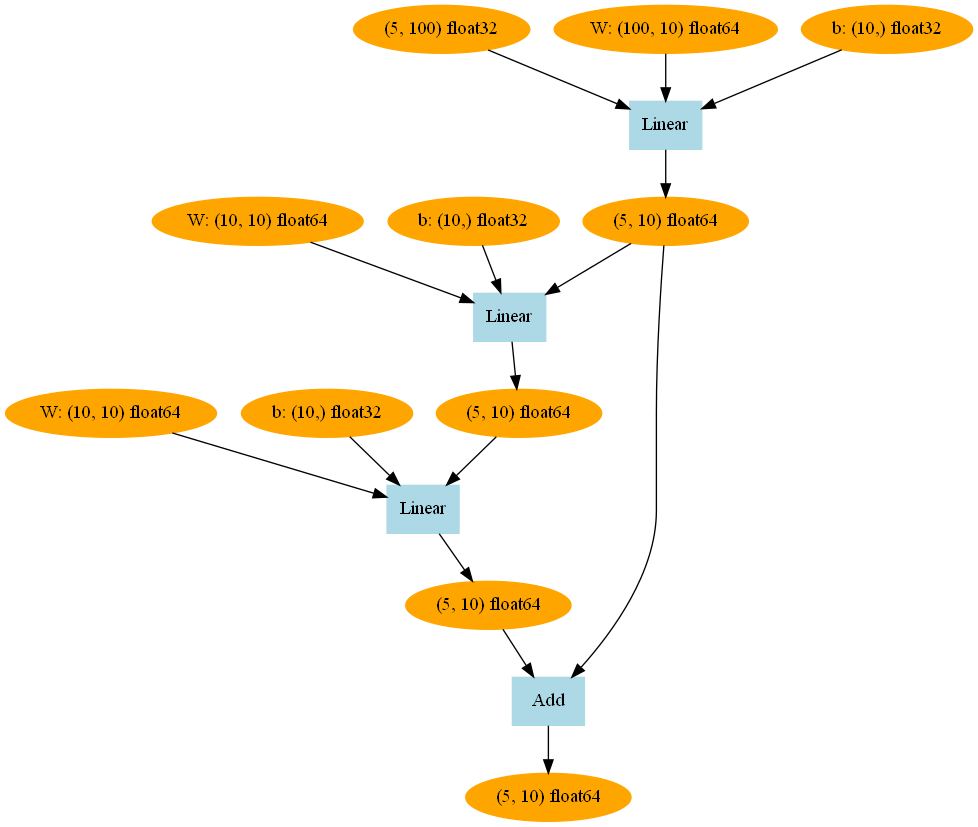 (5, 100) float32
W: (100, 10) float64
b: (10,) float32
Linear
W: (10, 10) float64
b: (10,) float32
(5, 10) float64
Linear
W: (10, 10) float64
b: (10,) float32
(5, 10) float64
Linear
(5, 10) float64
Add
(5, 10) float64